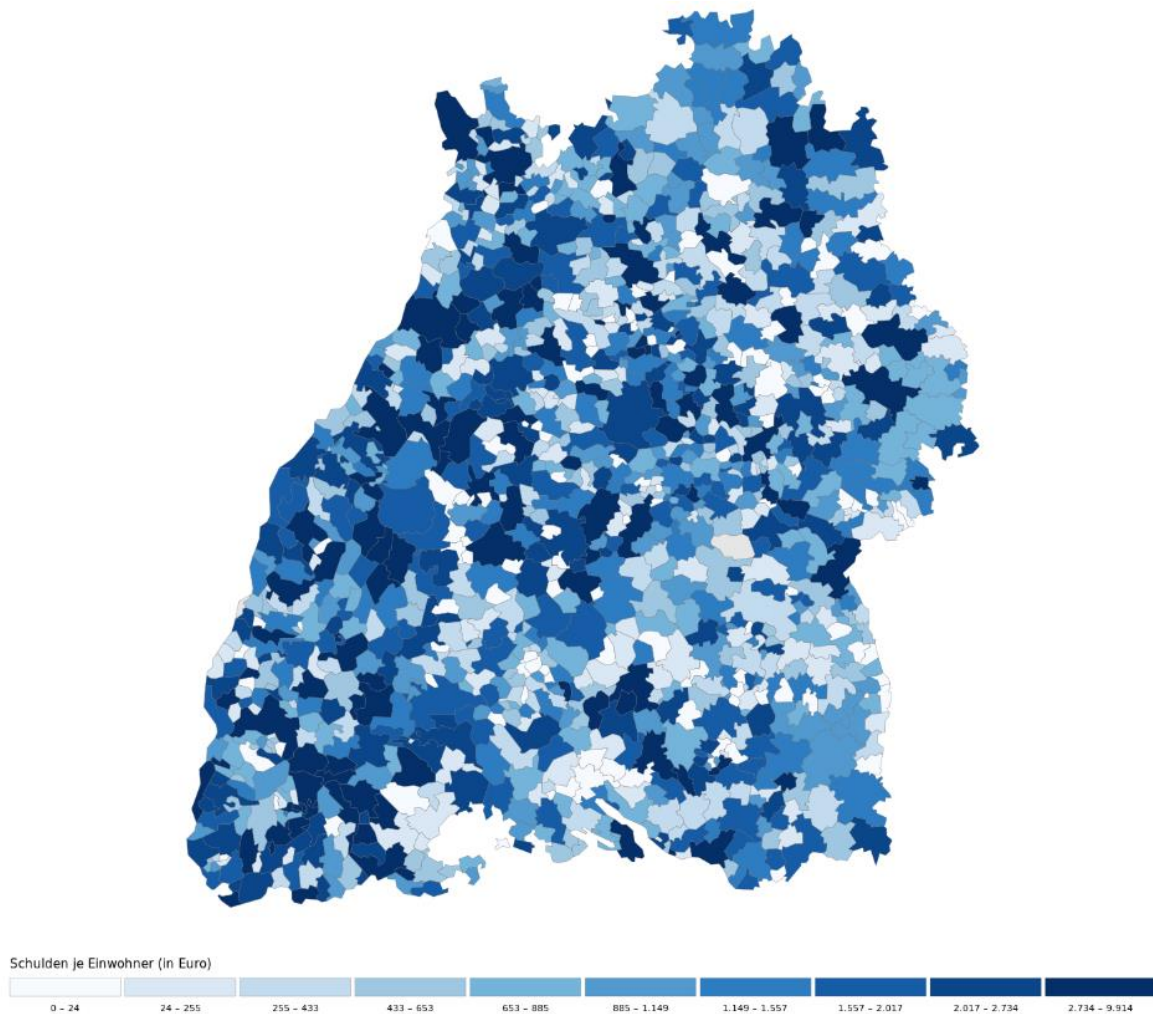 Schulden je Einwohner (in Euro)
0 – 24 24 – 255 255 – 433 433 – 653 653 – 885 885 – 1.149 1.149 – 1.557 1.557 – 2.017 2.017 – 2.734 2.734 – 9.914